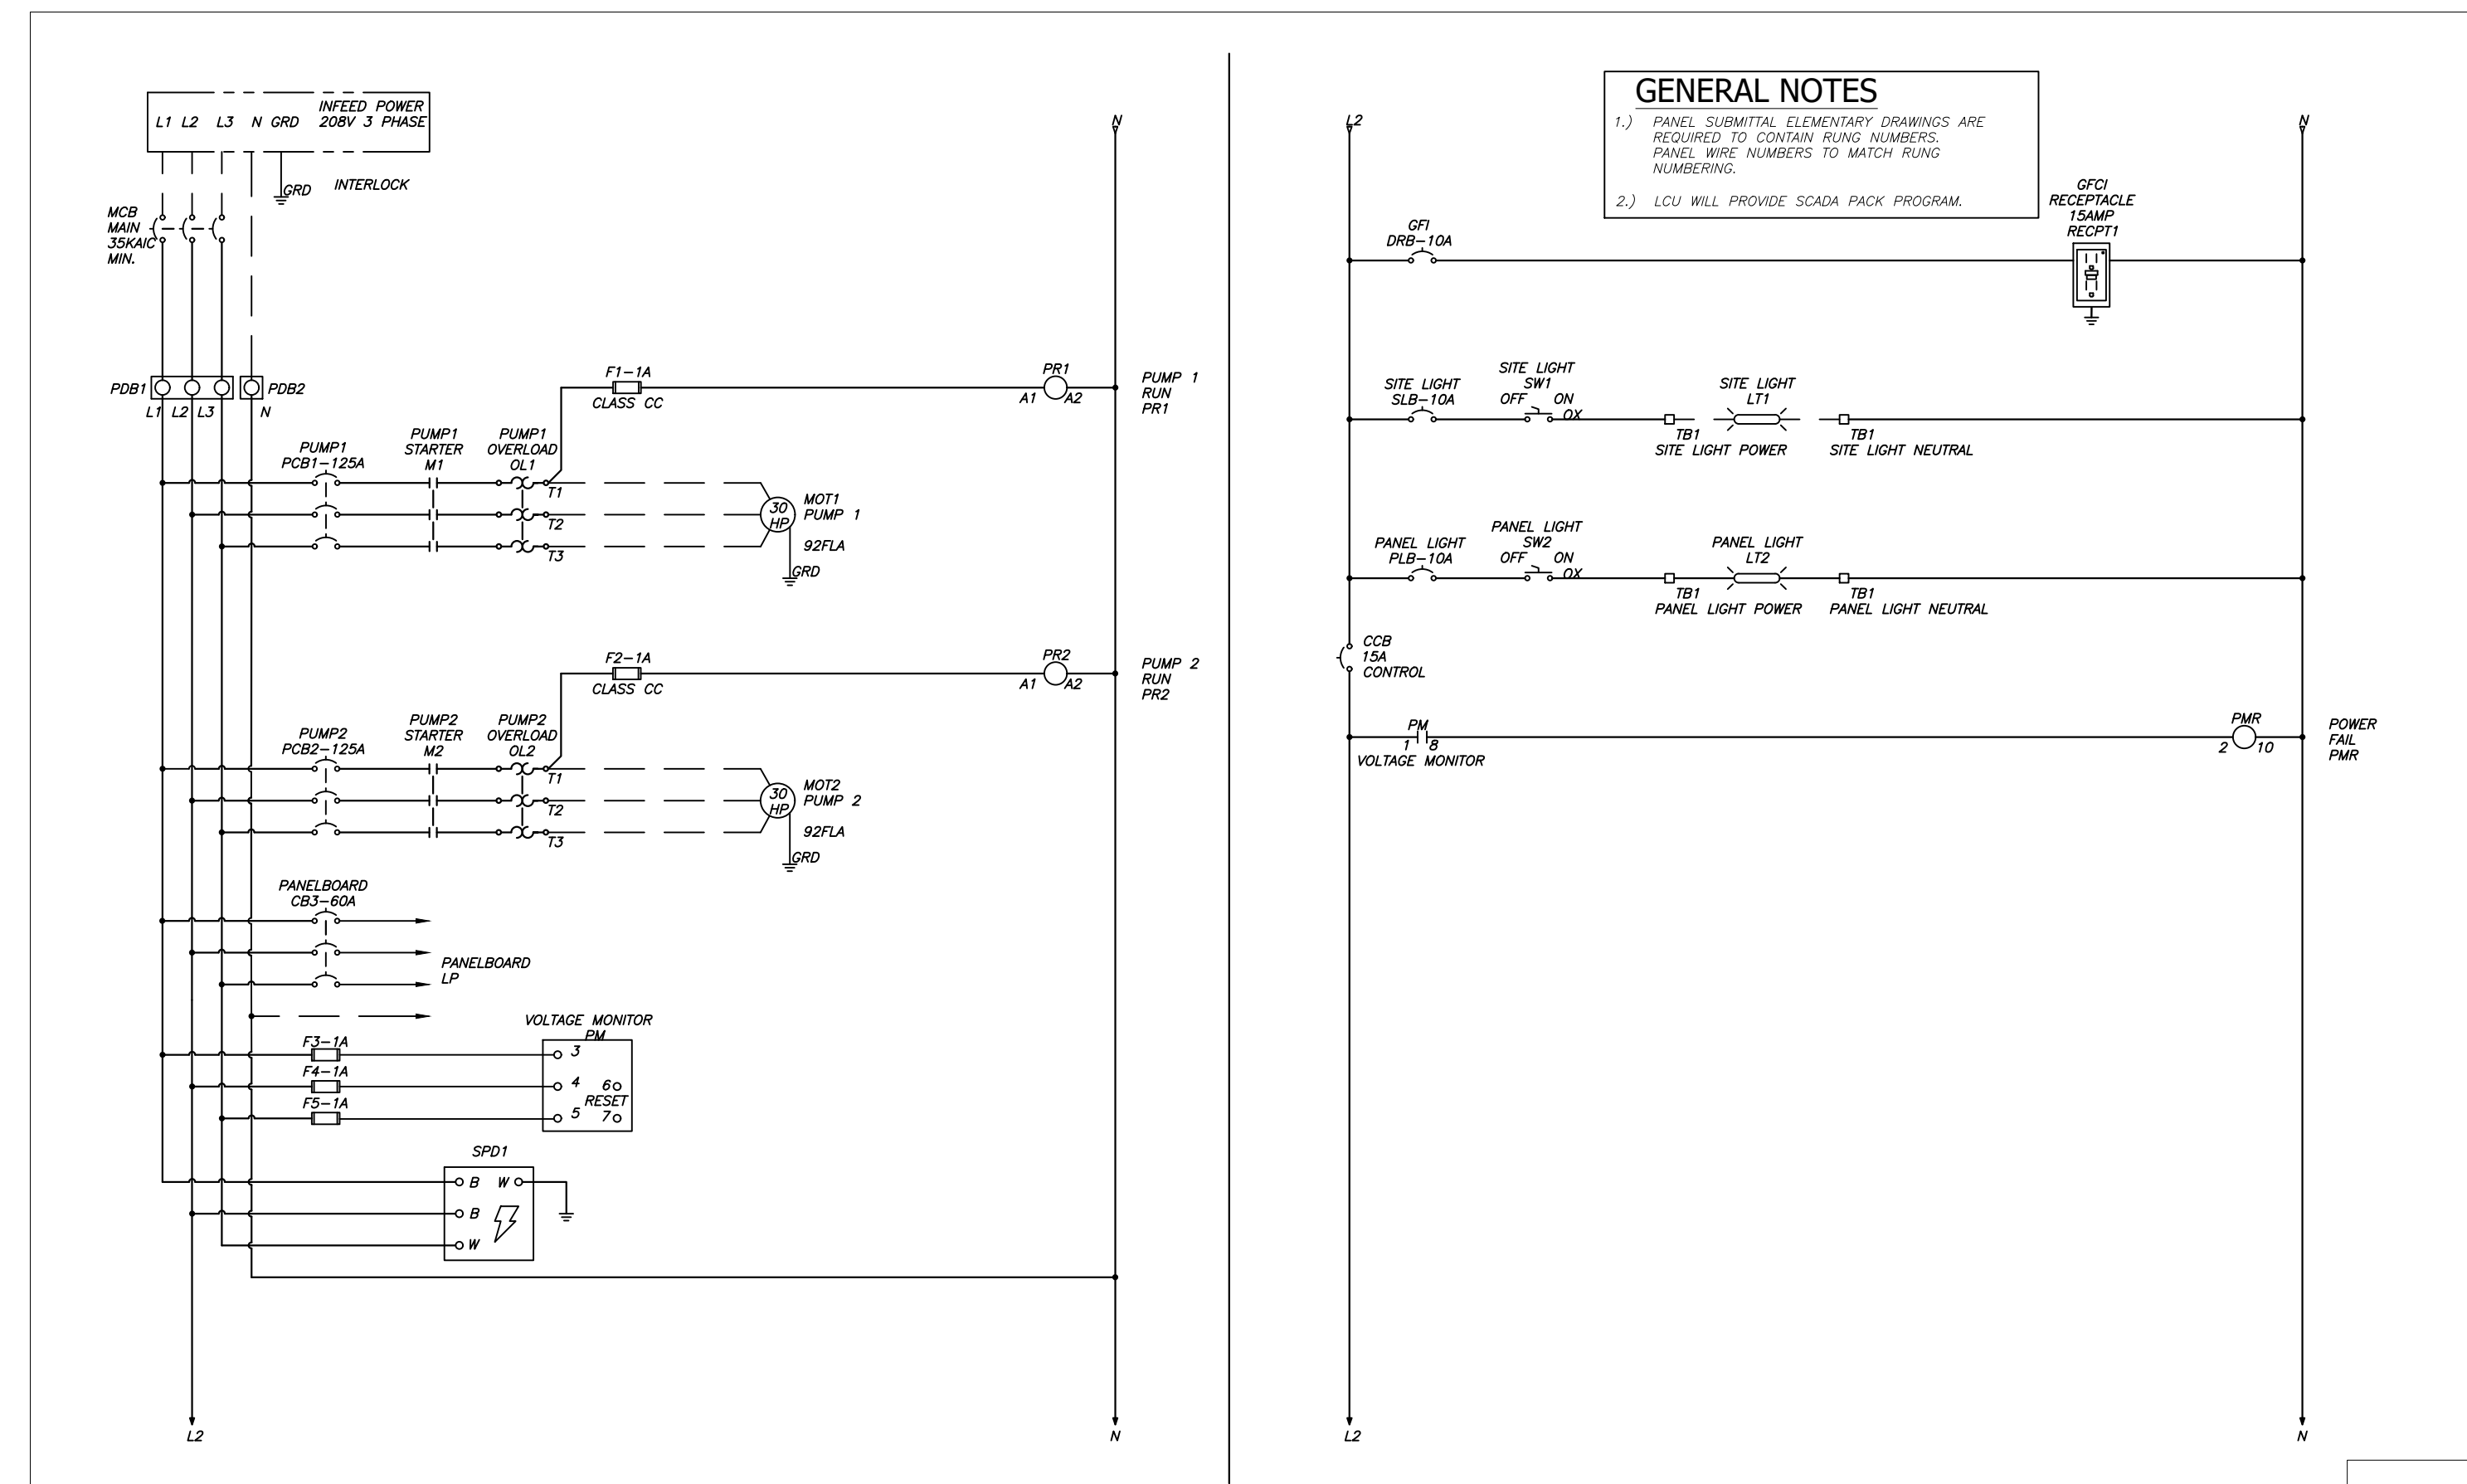 INFEED POWER
L1 L2 L3 N GRD 208V 3 PHASE
GRD INTERLOCK
MCB
MAIN
35KAIC
MIN.
PDB1 PDB2
L1 L2 L3 N
F1-1A
CLASS CC
PR1
A1 A2
PUMP 1
RUN
PR1
PUMP1
PCB1-125A
PUMP1
STARTER
M1
PUMP1
OVERLOAD
OL1
T1
T2
T3
30
HP
MOT1
PUMP 1
92FLA
GRD
F2-1A
CLASS CC
PR2
A1 A2
PUMP 2
RUN
PR2
PUMP2
PCB2-125A
PUMP2
STARTER
M2
PUMP2
OVERLOAD
OL2
T1
T2
T3
30
HP
MOT2
PUMP 2
92FLA
GRD
PANELBOARD
CB3-60A
PANELBOARD
LP
VOLTAGE MONITOR
PM
F3-1A
3
F4-1A
4 6
RESET
F5-1A
5 7
SPD1
B W
B
W
L2
N
N
L2
N
GENERAL NOTES
1.) PANEL SUBMITTAL ELEMENTARY DRAWINGS ARE
REQUIRED TO CONTAIN RUNG NUMBERS.
PANEL WIRE NUMBERS TO MATCH RUNG
NUMBERING.
2.) LCU WILL PROVIDE SCADA PACK PROGRAM.
GFI
DRB-10A
GFCI
RECEPTACLE
15AMP
RECPT1
SITE LIGHT
SLB-10A
SITE LIGHT
SW1
OFF ON
OX
SITE LIGHT
LT1
TB1
SITE LIGHT POWER
TB1
SITE LIGHT NEUTRAL
PANEL LIGHT
PLB-10A
PANEL LIGHT
SW2
OFF ON
OX
PANEL LIGHT
LT2
TB1
PANEL LIGHT POWER
TB1
PANEL LIGHT NEUTRAL
CCB
15A
CONTROL
PM
1 8
VOLTAGE MONITOR
PMR
2 10
POWER
FAIL
PMR
L2
N